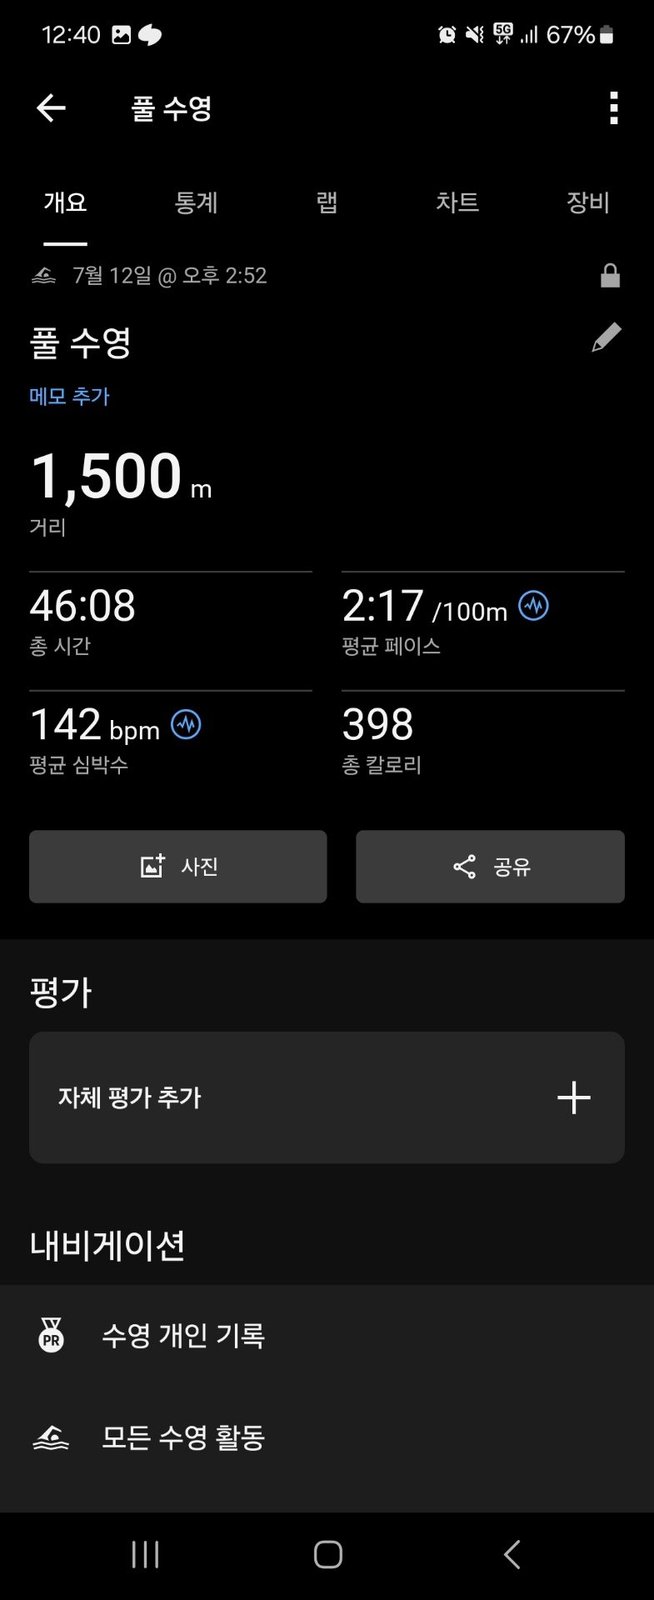 12:40 5G 67%
풀 수영
개요 통계 랩 차트 장비
7월 12일 @ 오후 2:52
풀 수영
메모 추가
1,500 m
거리
46:08 2:17 /100m
총 시간 평균 페이스
142 bpm 398
평균 심박수 총 칼로리
사진 공유
평가
자체 평가 추가
내비게이션
PR 수영 개인 기록
모든 수영 활동